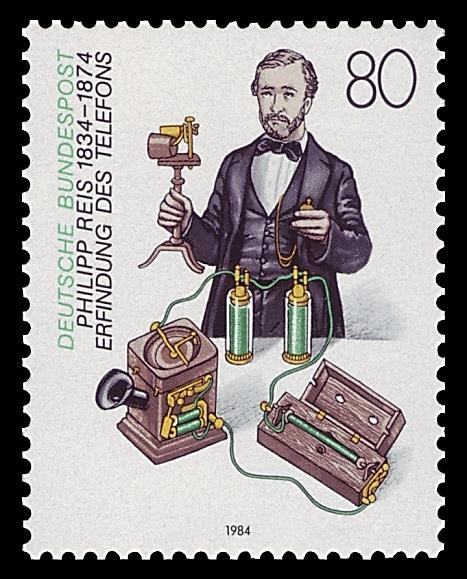 DEUTSCHE BUNDESPOST
PHILIPP REIS 1834–1874
ERFINDUNG DES TELEFONS
80
1984